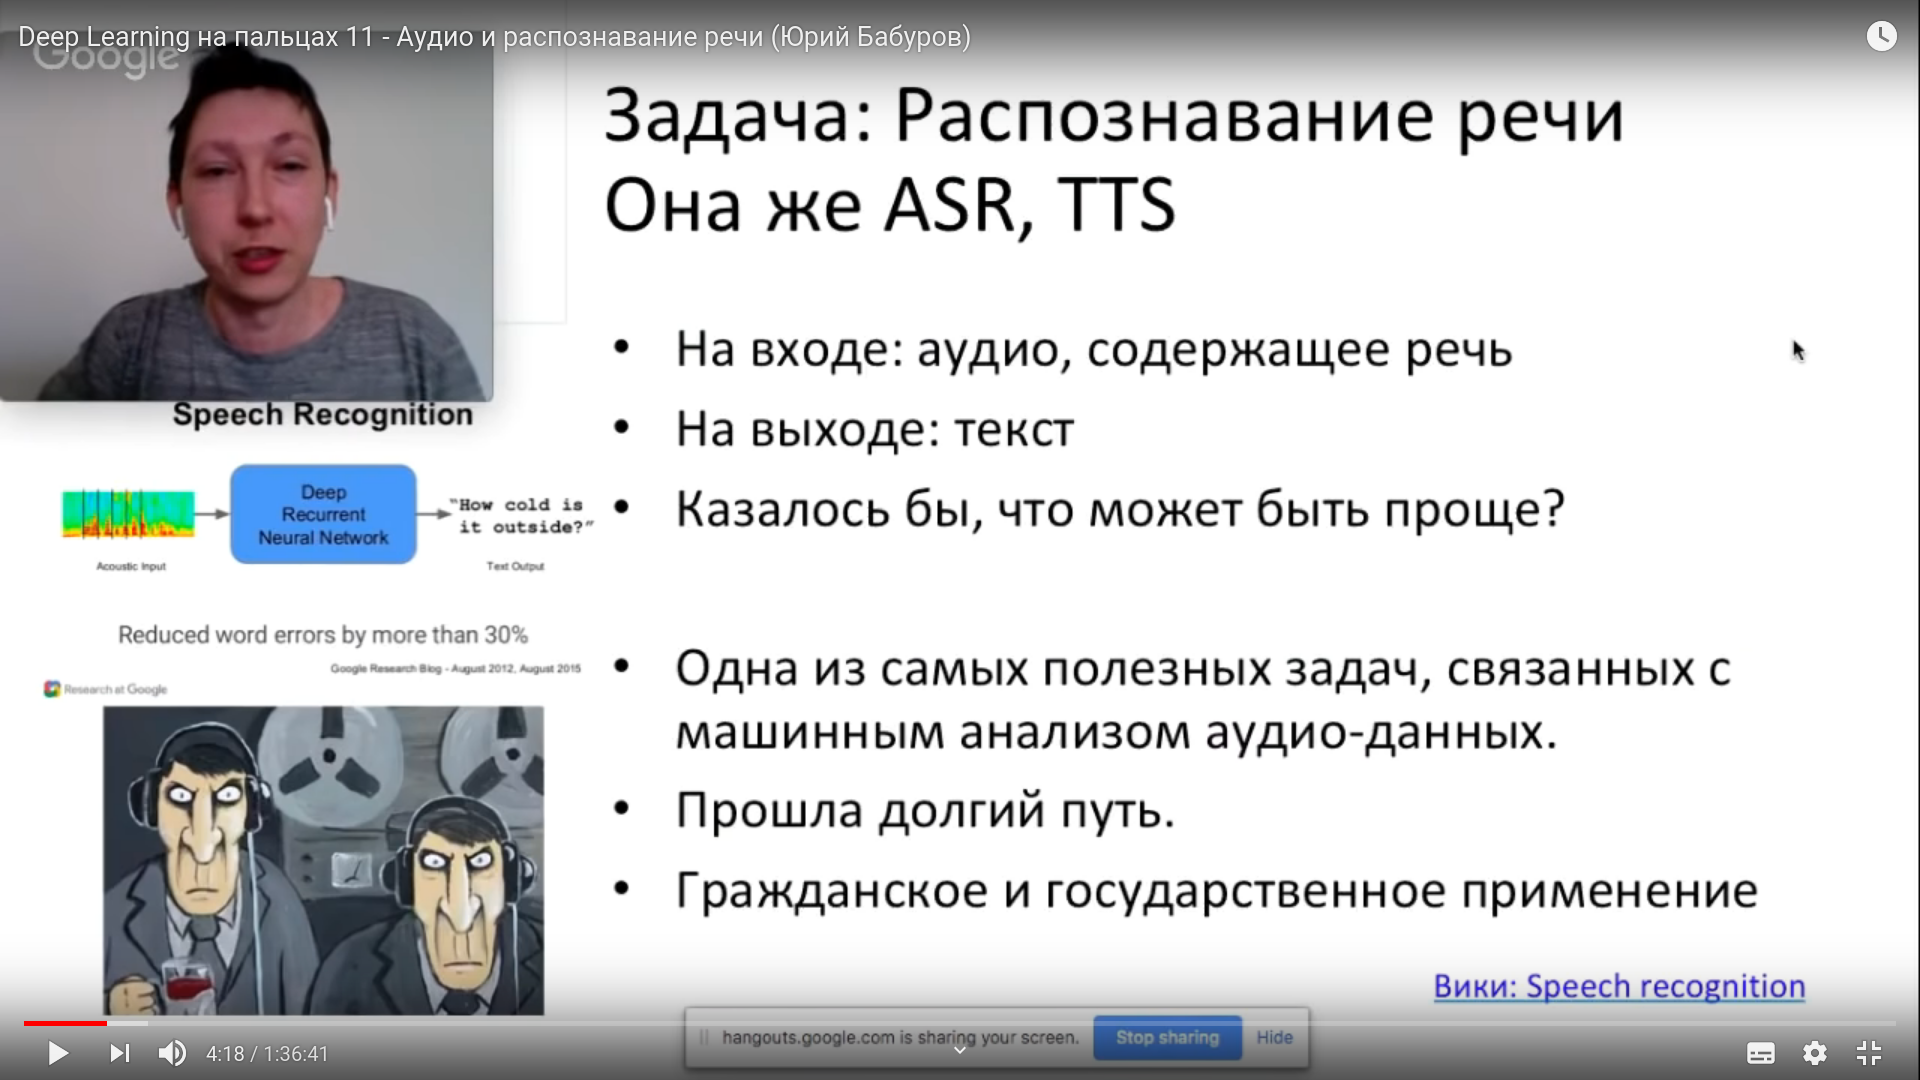 Deep Learning на пальцах 11 - Аудио и распознавание речи (Юрий Бабуров)
Google
Задача: Распознавание речи
Она же ASR, TTS
• На входе: аудио, содержащее речь
• На выходе: текст
• Казалось бы, что может быть проще?
• Одна из самых полезных задач, связанных с
машинным анализом аудио-данных.
• Прошла долгий путь.
• Гражданское и государственное применение
Вики: Speech recognition
Speech Recognition
Deep
Recurrent
Neural Network
"How cold is
it outside?"
Acoustic Input
Text Output
Reduced word errors by more than 30%
Google Research Blog - August 2012, August 2015
Research at Google
hangouts.google.com is sharing your screen.
Stop sharing
Hide
4:18 / 1:36:41